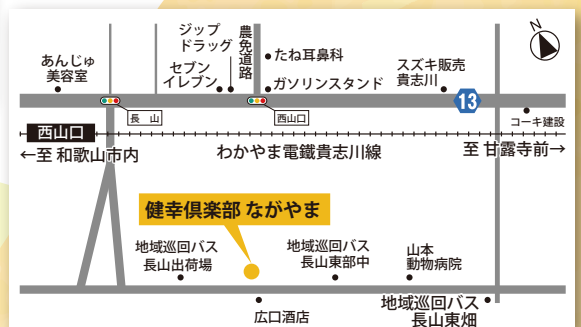 N
ジップ
ドラッグ
農免道路
たね耳鼻科
あんじゅ
美容室
セブン
イレブン
ガソリンスタンド
スズキ販売
貴志川
13
長 山
西山口
コーキ建設
西山口
←至 和歌山市内
わかやま電鐵貴志川線
至 甘露寺前→
健幸倶楽部 ながやま
地域巡回バス
長山出荷場
地域巡回バス
長山東部中
山本
動物病院
広口酒店
地域巡回バス
長山東畑